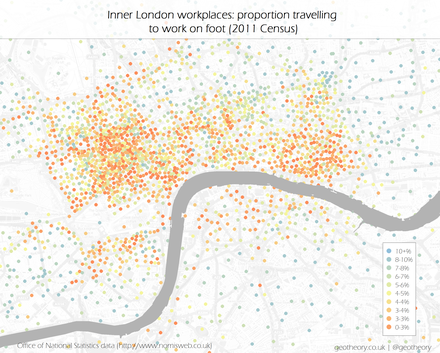 Inner London workplaces: proportion travelling
to work on foot (2011 Census)
10+%
8-10%
7-8%
6-7%
5-6%
4-5%
4-4%
3-4%
3-3%
0-3%
Office of National Statistics data (http://www.nomisweb.co.uk)
geotheory.co.uk | @geotheory